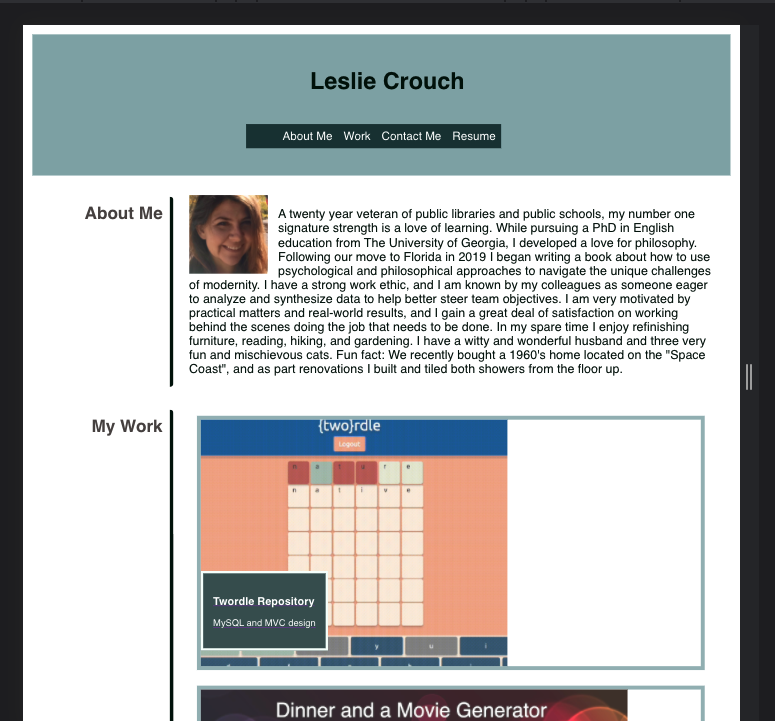 Leslie Crouch
About Me Work Contact Me Resume
About Me
A twenty year veteran of public libraries and public schools, my number one
signature strength is a love of learning. While pursuing a PhD in English
education from The University of Georgia, I developed a love for philosophy.
Following our move to Florida in 2019 I began writing a book about how to use
psychological and philosophical approaches to navigate the unique challenges
of modernity. I have a strong work ethic, and I am known by my colleagues as someone eager
to analyze and synthesize data to help better steer team objectives. I am very motivated by
practical matters and real-world results, and I gain a great deal of satisfaction on working
behind the scenes doing the job that needs to be done. In my spare time I enjoy refinishing
furniture, reading, hiking, and gardening. I have a witty and wonderful husband and three very
fun and mischievous cats. Fun fact: We recently bought a 1960's home located on the "Space
Coast", and as part renovations I built and tiled both showers from the floor up.
My Work
{two}rdle
Logout
n a t u r e
n a t i v e
Twordle Repository
MySQL and MVC design
y u i
Dinner and a Movie Generator